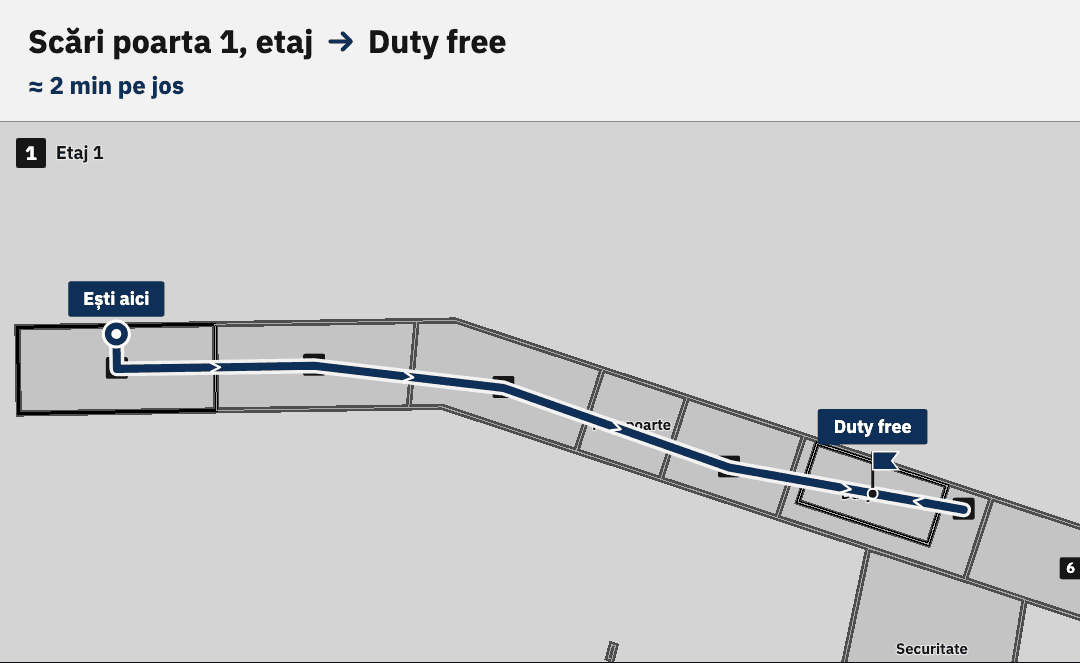 Scări poarta 1, etaj → Duty free
≈ 2 min pe jos
1 Etaj 1
Ești aici
poarte
Duty free
6
Securitate